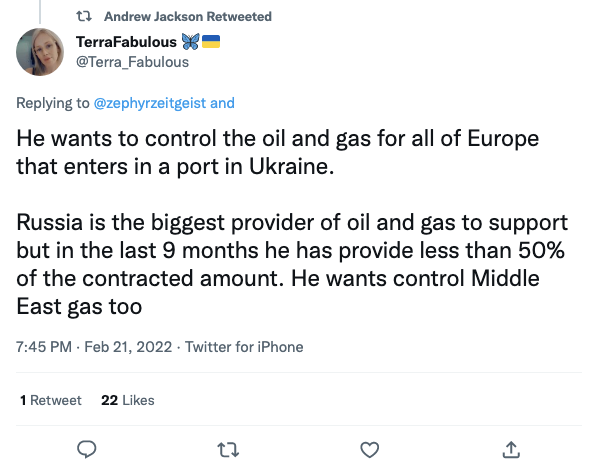 Andrew Jackson Retweeted
TerraFabulous 🦋🇺🇦
@Terra_Fabulous
Replying to @zephyrzeitgeist and
He wants to control the oil and gas for all of Europe
that enters in a port in Ukraine.
Russia is the biggest provider of oil and gas to support
but in the last 9 months he has provide less than 50%
of the contracted amount. He wants control Middle
East gas too
7:45 PM · Feb 21, 2022 · Twitter for iPhone
1 Retweet 22 Likes